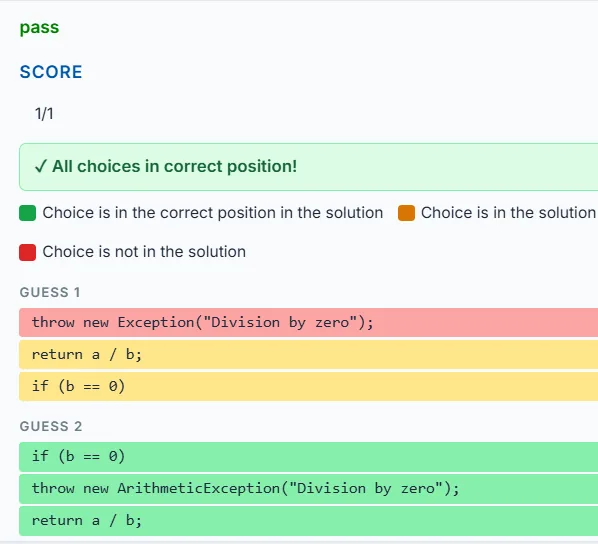 pass
SCORE
1/1
✓ All choices in correct position!
Choice is in the correct position in the solution Choice is in the solution
Choice is not in the solution
GUESS 1
throw new Exception("Division by zero");
return a / b;
if (b == 0)
GUESS 2
if (b == 0)
throw new ArithmeticException("Division by zero");
return a / b;